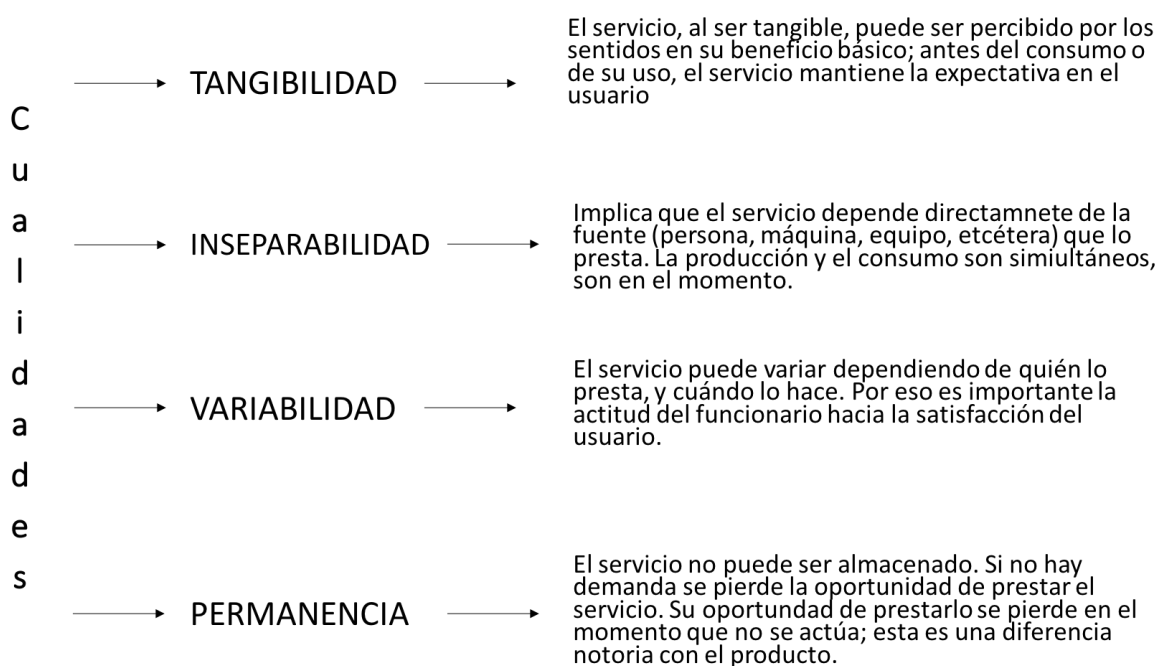 Cualidades
TANGIBILIDAD
El servicio, al ser tangible, puede ser percibido por los
sentidos en su beneficio básico; antes del consumo o
de su uso, el servicio mantiene la expectativa en el
usuario
INSEPARABILIDAD
Implica que el servicio depende directamnete de la
fuente (persona, máquina, equipo, etcétera) que lo
presta. La producción y el consumo son simiultáneos,
son en el momento.
VARIABILIDAD
El servicio puede variar dependiendo de quién lo
presta, y cuándo lo hace. Por eso es importante la
actitud del funcionario hacia la satisfacción del
usuario.
PERMANENCIA
El servicio no puede ser almacenado. Si no hay
demanda se pierde la oportunidad de prestar el
servicio. Su oportundad de prestarlo se pierde en el
momento que no se actúa; esta es una diferencia
notoria con el producto.